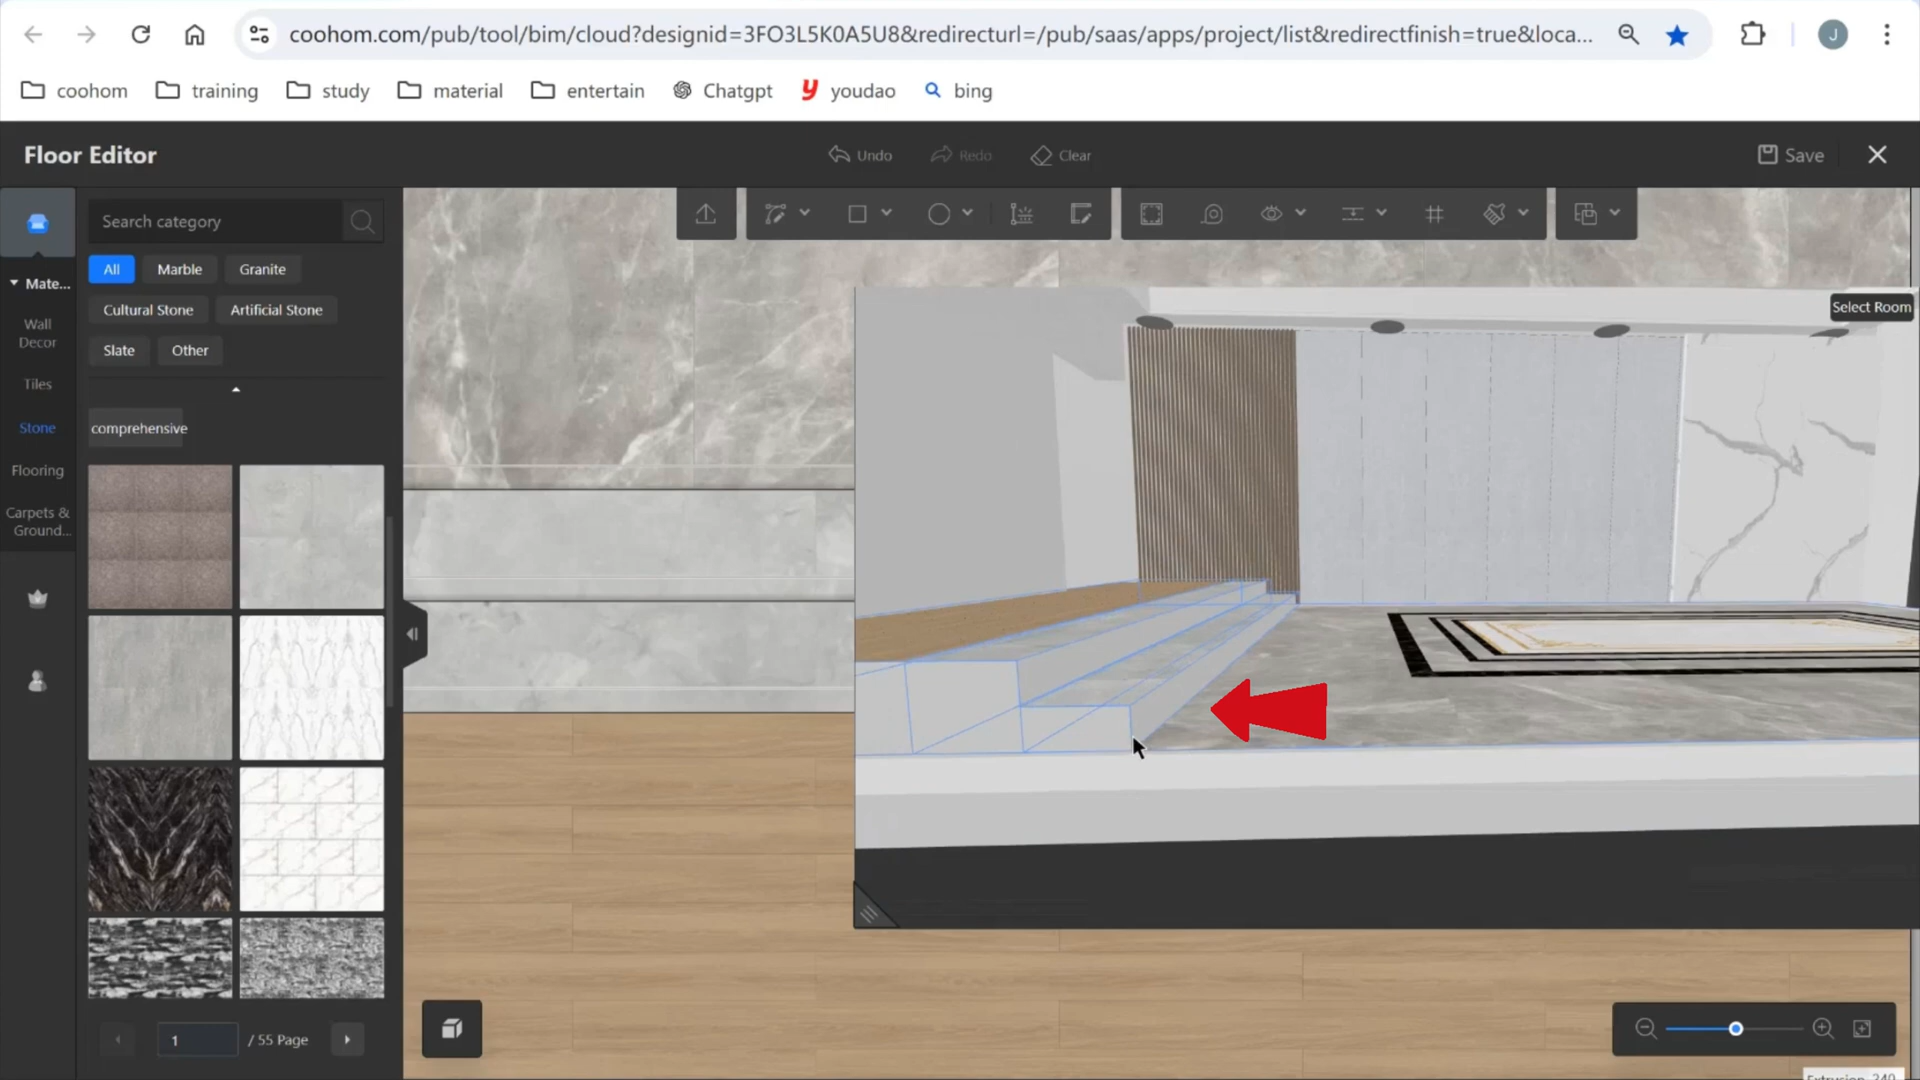 coohom.com/pub/tool/bim/cloud?designid=3FO3L5K0A5U8&redirecturl=/pub/saas/apps/project/list&redirectfinish=true&loca...
J
coohom
training
study
material
entertain
Chatgpt
youdao
bing
Floor Editor
Undo
Redo
Clear
Save
Search category
All
Marble
Granite
Cultural Stone
Artificial Stone
Slate
Other
comprehensive
Mate...
Wall
Decor
Tiles
Stone
Flooring
Carpets &
Ground...
Select Room
1
/ 55 Page
Extrusion 240